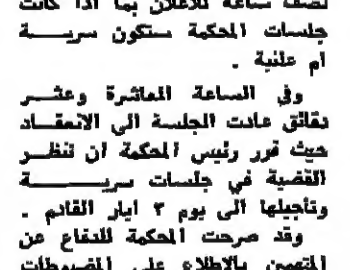 نصف ساعة للاعلان بما اذا كانت
جلسات المحكمة ستكون سرية
ام علنية .
وفي الساعة العاشرة وعشر
دقائق عادت الجلسة الى الانعقاد
حيث قرر رئيس المحكمة ان تنظر
القضية في جلسات سرية
وتأجيلها الى يوم ٣ ايار القادم .
وقد صرحت المحكمة للدفاع عن
المتهمين بالاطلاع على المضبوطات